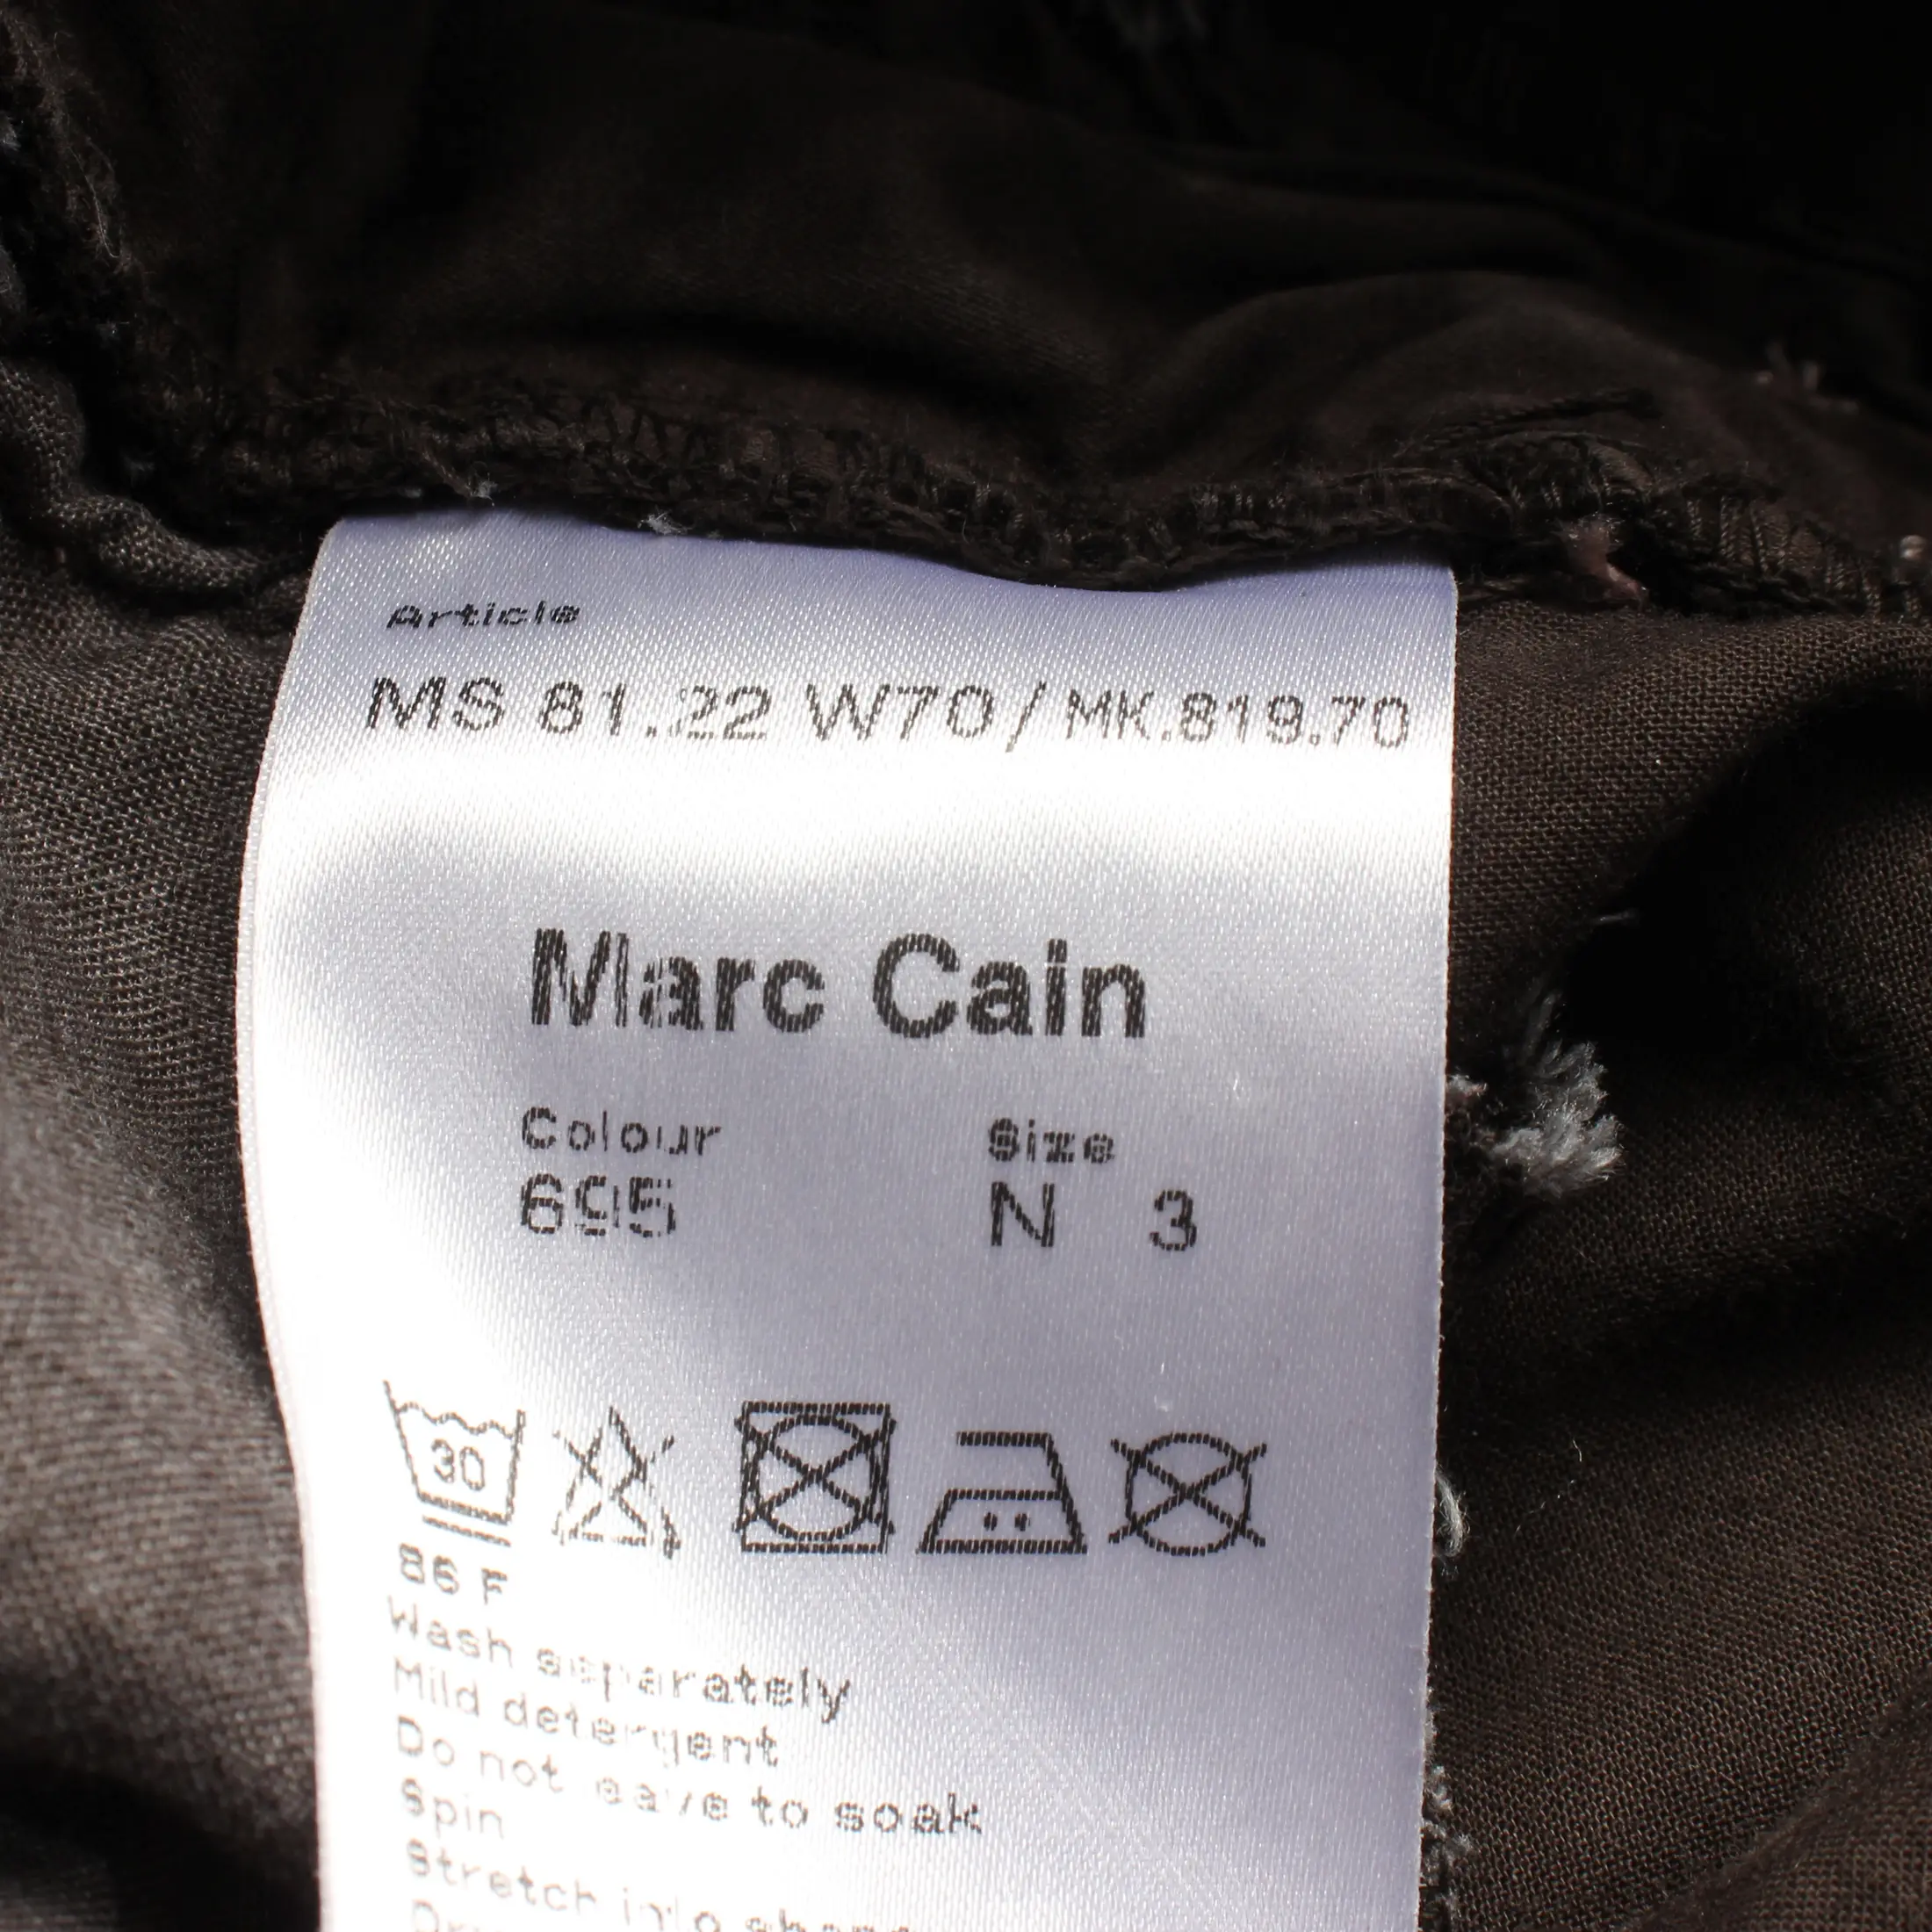 Article
MS 81.22 W70/MK.819.70
Marc Cain
Colour Size
695 N 3
30
86 F
Wash separately
Mild detergent
Do not leave to soak
Spin
Stretch into